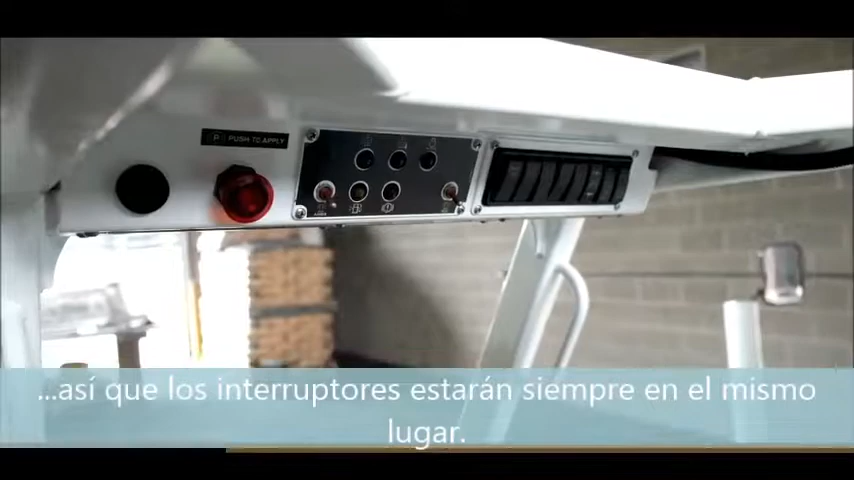 P PUSH TO APPLY
...así que los interruptores estarán siempre en el mismo
lugar.